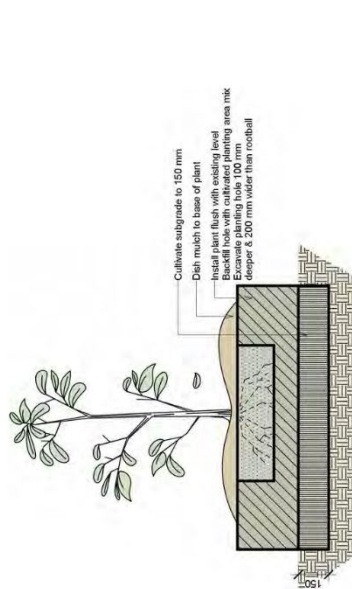 Cultivate subgrade to 150 mm
Dish mulch to base of plant
Install plant flush with existing level
Backfill hole with cultivated planting area mix
Excavate planting hole 100 mm
deeper & 200 mm wider than rootball
150